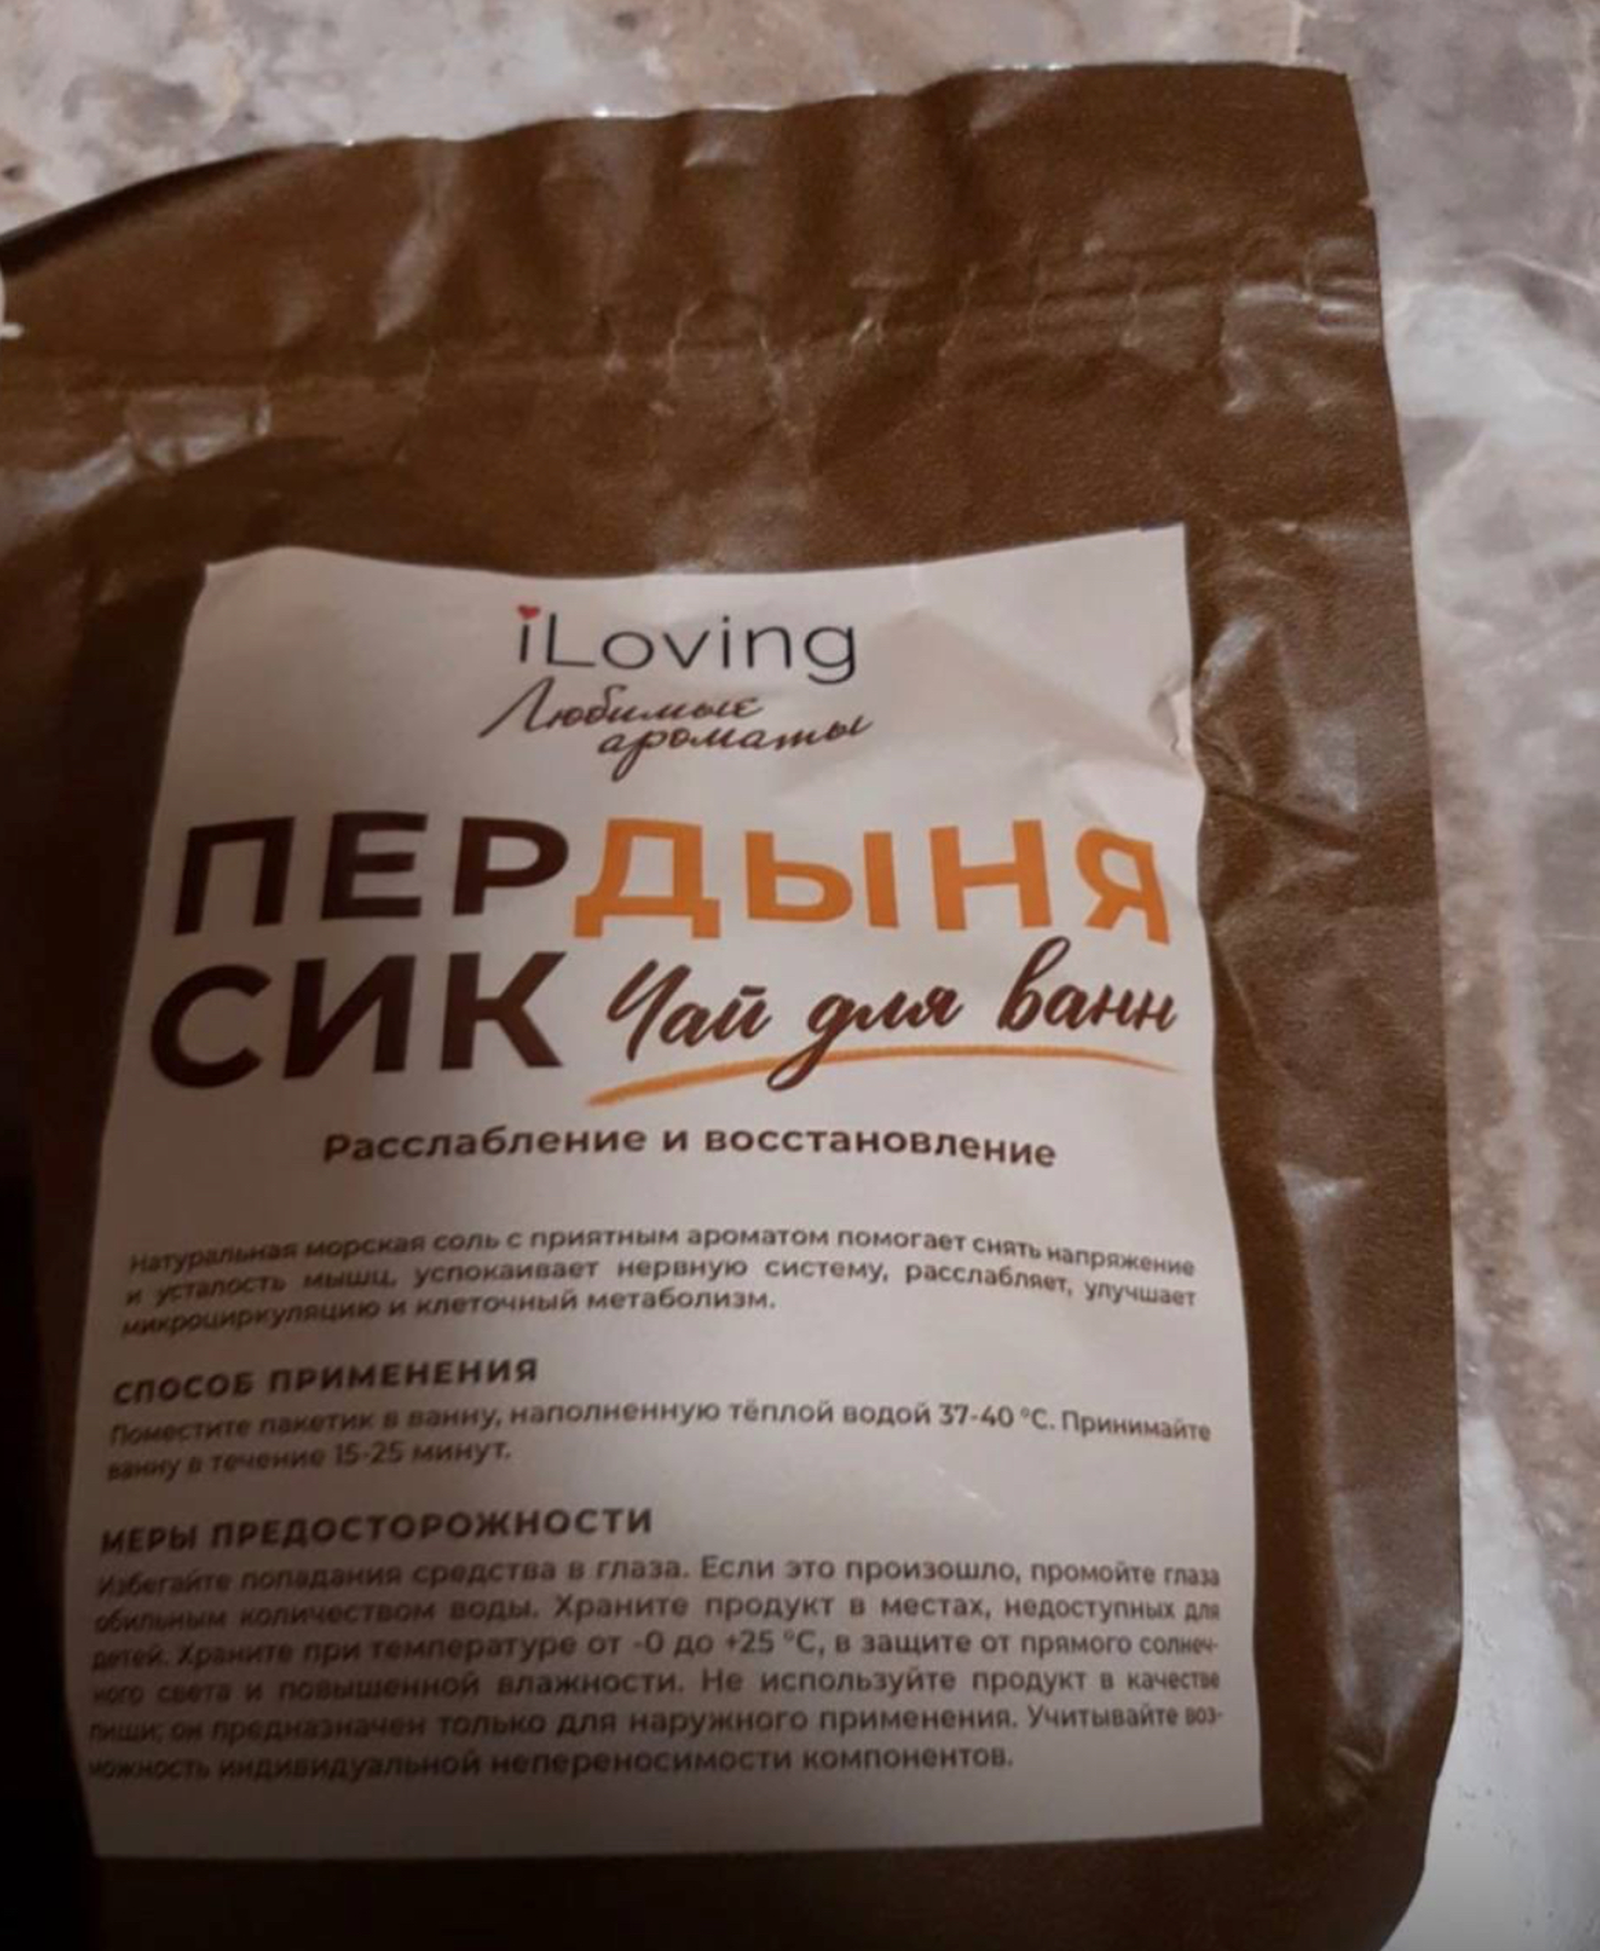 iLoving
Любимые
ароматы
ПЕРДЫНЯ
СИК Чай для ванн
Расслабление и восстановление
Натуральная морская соль с приятным ароматом помогает снять напряжение
и усталость мышц, успокаивает нервную систему, расслабляет, улучшает
микроциркуляцию и клеточный метаболизм.
СПОСОБ ПРИМЕНЕНИЯ
Поместите пакетик в ванну, наполненную тёплой водой 37-40 °С. Принимайте
ванну в течение 15-25 минут.
МЕРЫ ПРЕДОСТОРОЖНОСТИ
Избегайте попадания средства в глаза. Если это произошло, промойте глаза
обильным количеством воды. Храните продукт в местах, недоступных для
детей. Храните при температуре от -0 до +25 °С, в защите от прямого солнеч-
ного света и повышенной влажности. Не используйте продукт в качестве
пищи; он предназначен только для наружного применения. Учитывайте воз-
можность индивидуальной непереносимости компонентов.